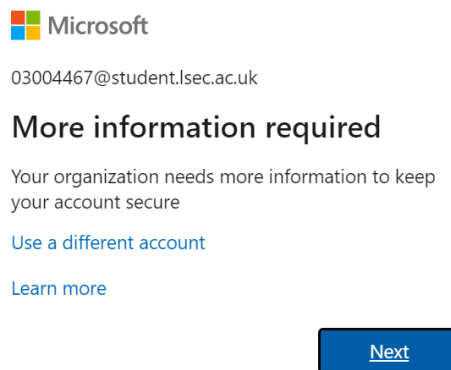 Microsoft
03004467@student.lsec.ac.uk
More information required
Your organization needs more information to keep
your account secure
Use a different account
Learn more
Next